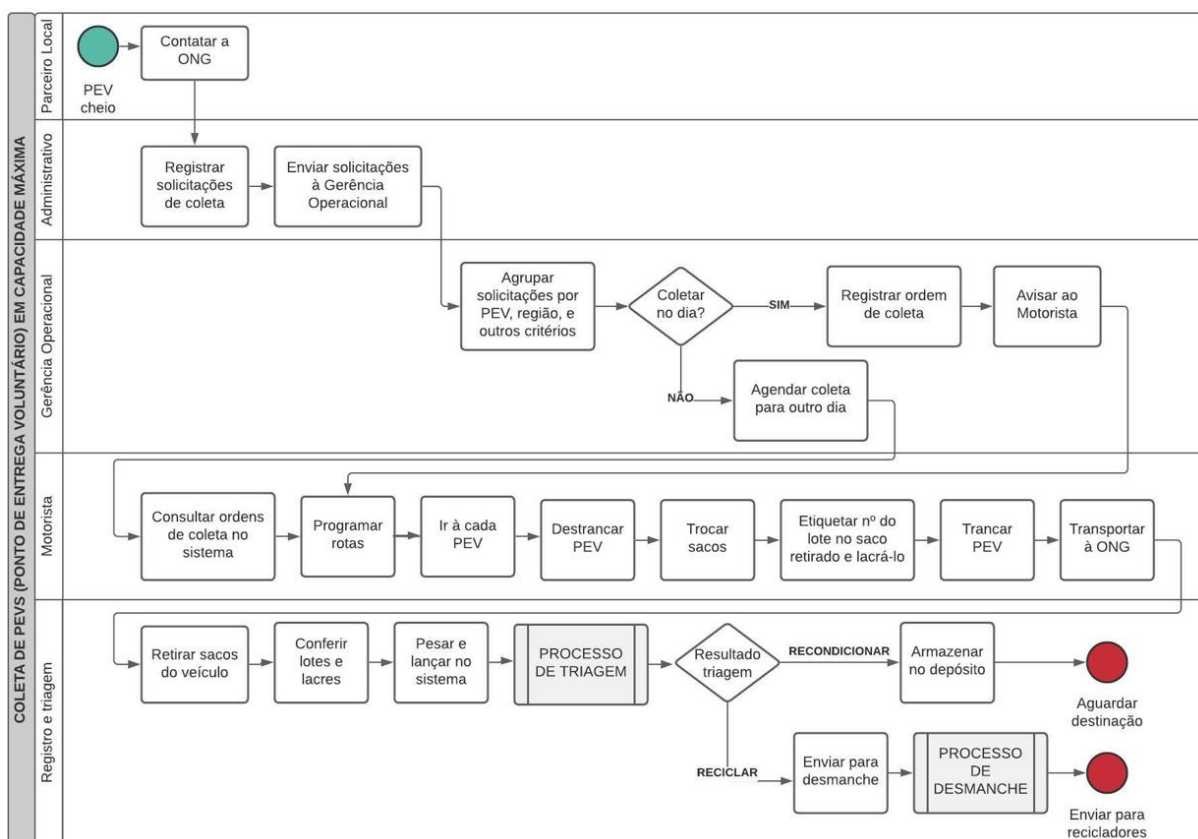 COLETA DE PEVS (PONTO DE ENTREGA VOLUNTÁRIO) EM CAPACIDADE MÁXIMA
Parceiro Local
PEV
cheio
Contatar a
ONG
Administrativo
Registrar
solicitações
de coleta
Enviar solicitações
à Gerência
Operacional
Gerência Operacional
Agrupar
solicitações por
PEV, região, e
outros critérios
Coletar
no dia?
SIM
Registrar ordem
de coleta
Avisar ao
Motorista
NÃO
Agendar coleta
para outro dia
Motorista
Consultar ordens
de coleta no
sistema
Programar
rotas
Ir à cada
PEV
Destrancar
PEV
Trocar
sacos
Etiquetar nº do
lote no saco
retirado e lacrá-lo
Trancar
PEV
Transportar
à ONG
Registro e triagem
Retirar sacos
do veículo
Conferir
lotes e
lacres
Pesar e
lançar no
sistema
PROCESSO
DE TRIAGEM
Resultado
triagem
RECONDICIONAR
Armazenar
no depósito
Aguardar
destinação
RECICLAR
Enviar para
desmanche
PROCESSO
DE
DESMANCHE
Enviar para
recicladores